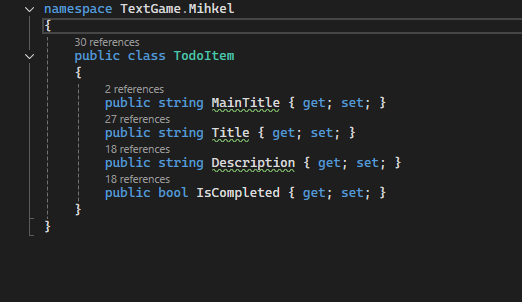 namespace TextGame.Mihkel
{
30 references
public class TodoItem
{
2 references
public string MainTitle { get; set; }
27 references
public string Title { get; set; }
18 references
public string Description { get; set; }
18 references
public bool IsCompleted { get; set; }
}
}